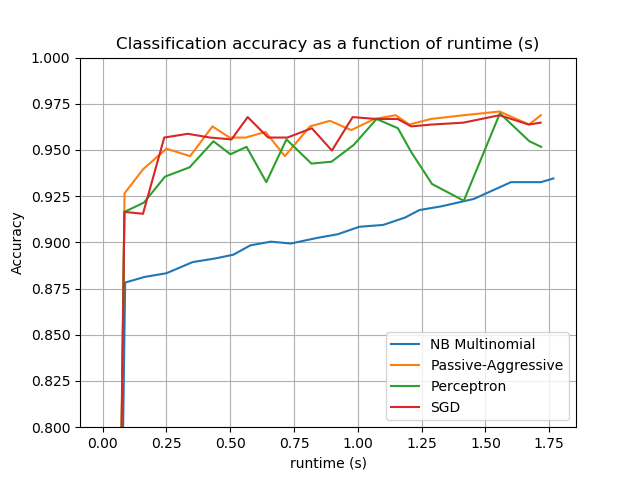 Classification accuracy as a function of runtime (s)
1.000
0.975
0.950
0.925
0.900
0.875
0.850
0.825
0.800
Accuracy
NB Multinomial
Passive-Aggressive
Perceptron
SGD
0.00 0.25 0.50 0.75 1.00 1.25 1.50 1.75
runtime (s)